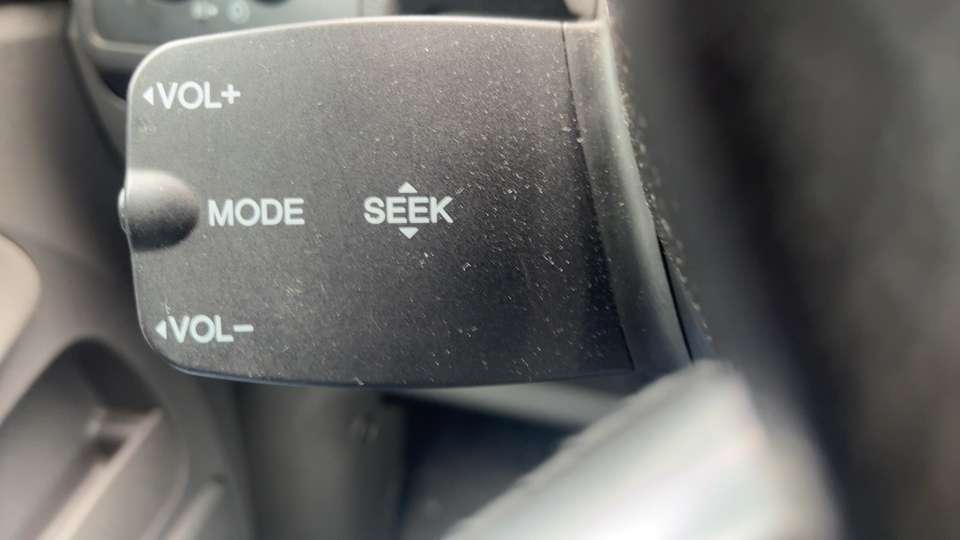 VOL+
MODE SEEK
VOL-